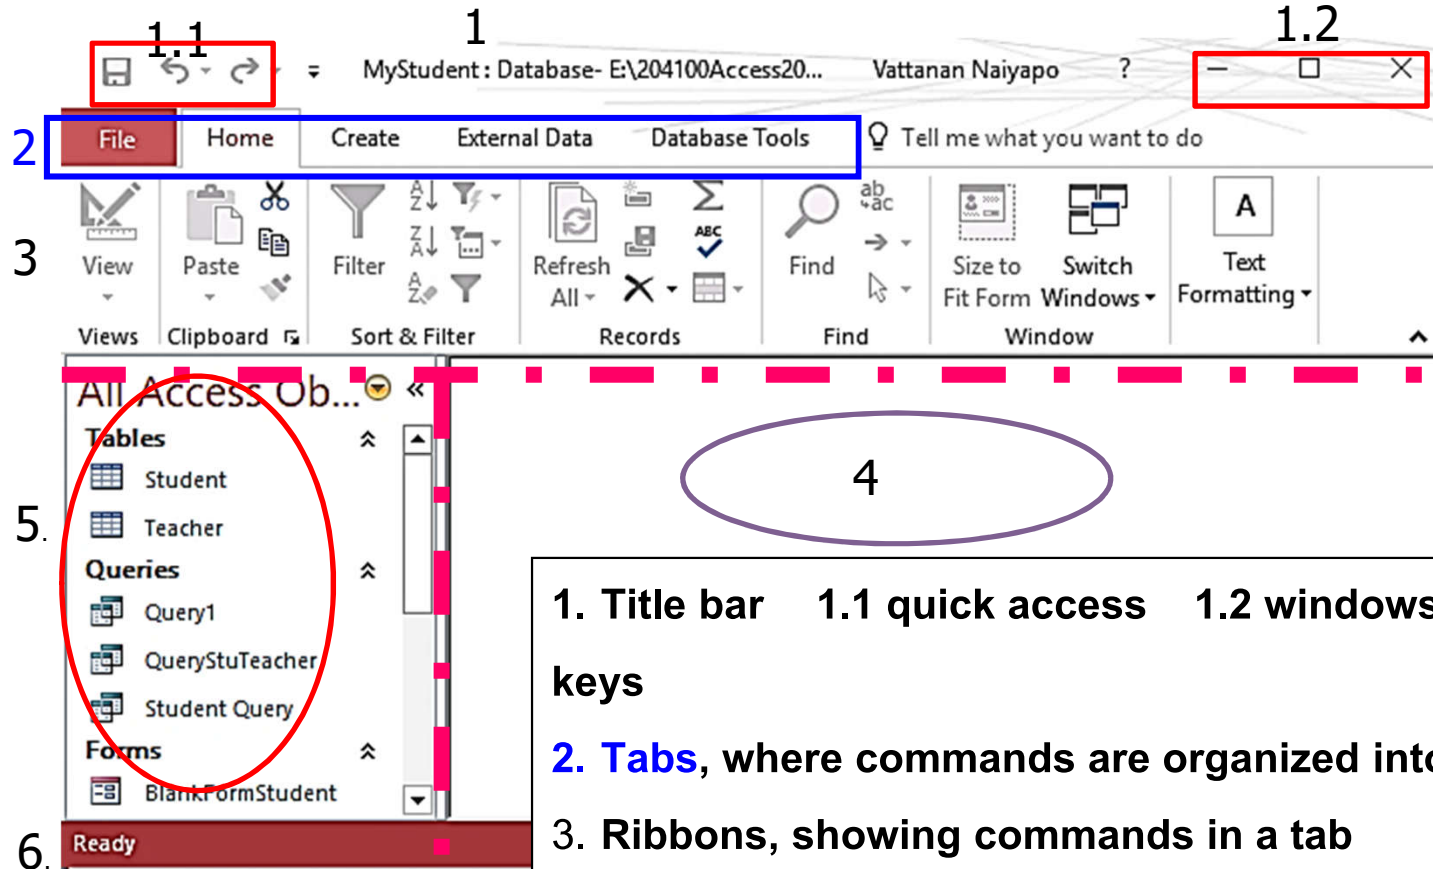 1.1 1 1.2
MyStudent : Database- E:\204100Access20... Vattanan Naiyapo ?
2 File Home Create External Data Database Tools Tell me what you want to do
3
View Paste Filter Refresh All Find ab ac Size to Fit Form Switch Windows A Text Formatting
A Z Z A A Z ABC
Views Clipboard Sort & Filter Records Find Window
All Access Ob... «
Tables
Student
5. Teacher
Queries
Query1
QueryStuTeacher
Student Query
Forms
BlankFormStudent
6. Ready
4
1. Title bar 1.1 quick access 1.2 windows
keys
2. Tabs, where commands are organized into
3. Ribbons, showing commands in a tab